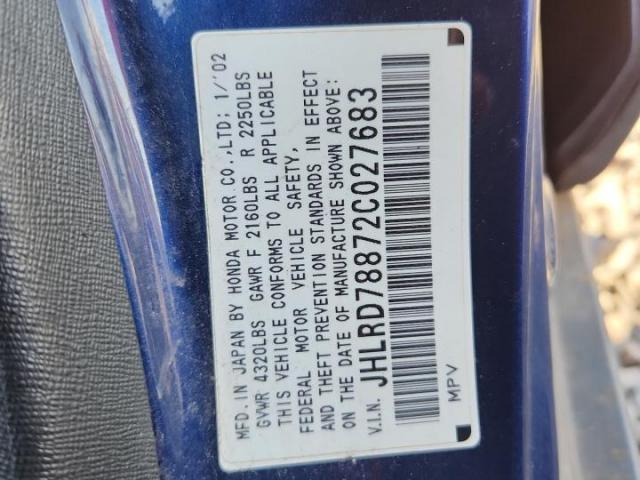 MFD. IN JAPAN BY HONDA MOTOR CO., LTD; 1/'02
GVWR 4320LBS GAWR F 2160LBS R 2250LBS
THIS VEHICLE CONFORMS TO ALL APPLICABLE
FEDERAL MOTOR VEHICLE SAFETY,
AND THEFT PREVENTION STANDARDS IN EFFECT
ON THE DATE OF MANUFACTURE SHOWN ABOVE:
V.I.N. JHLRD78872C027683
MPV